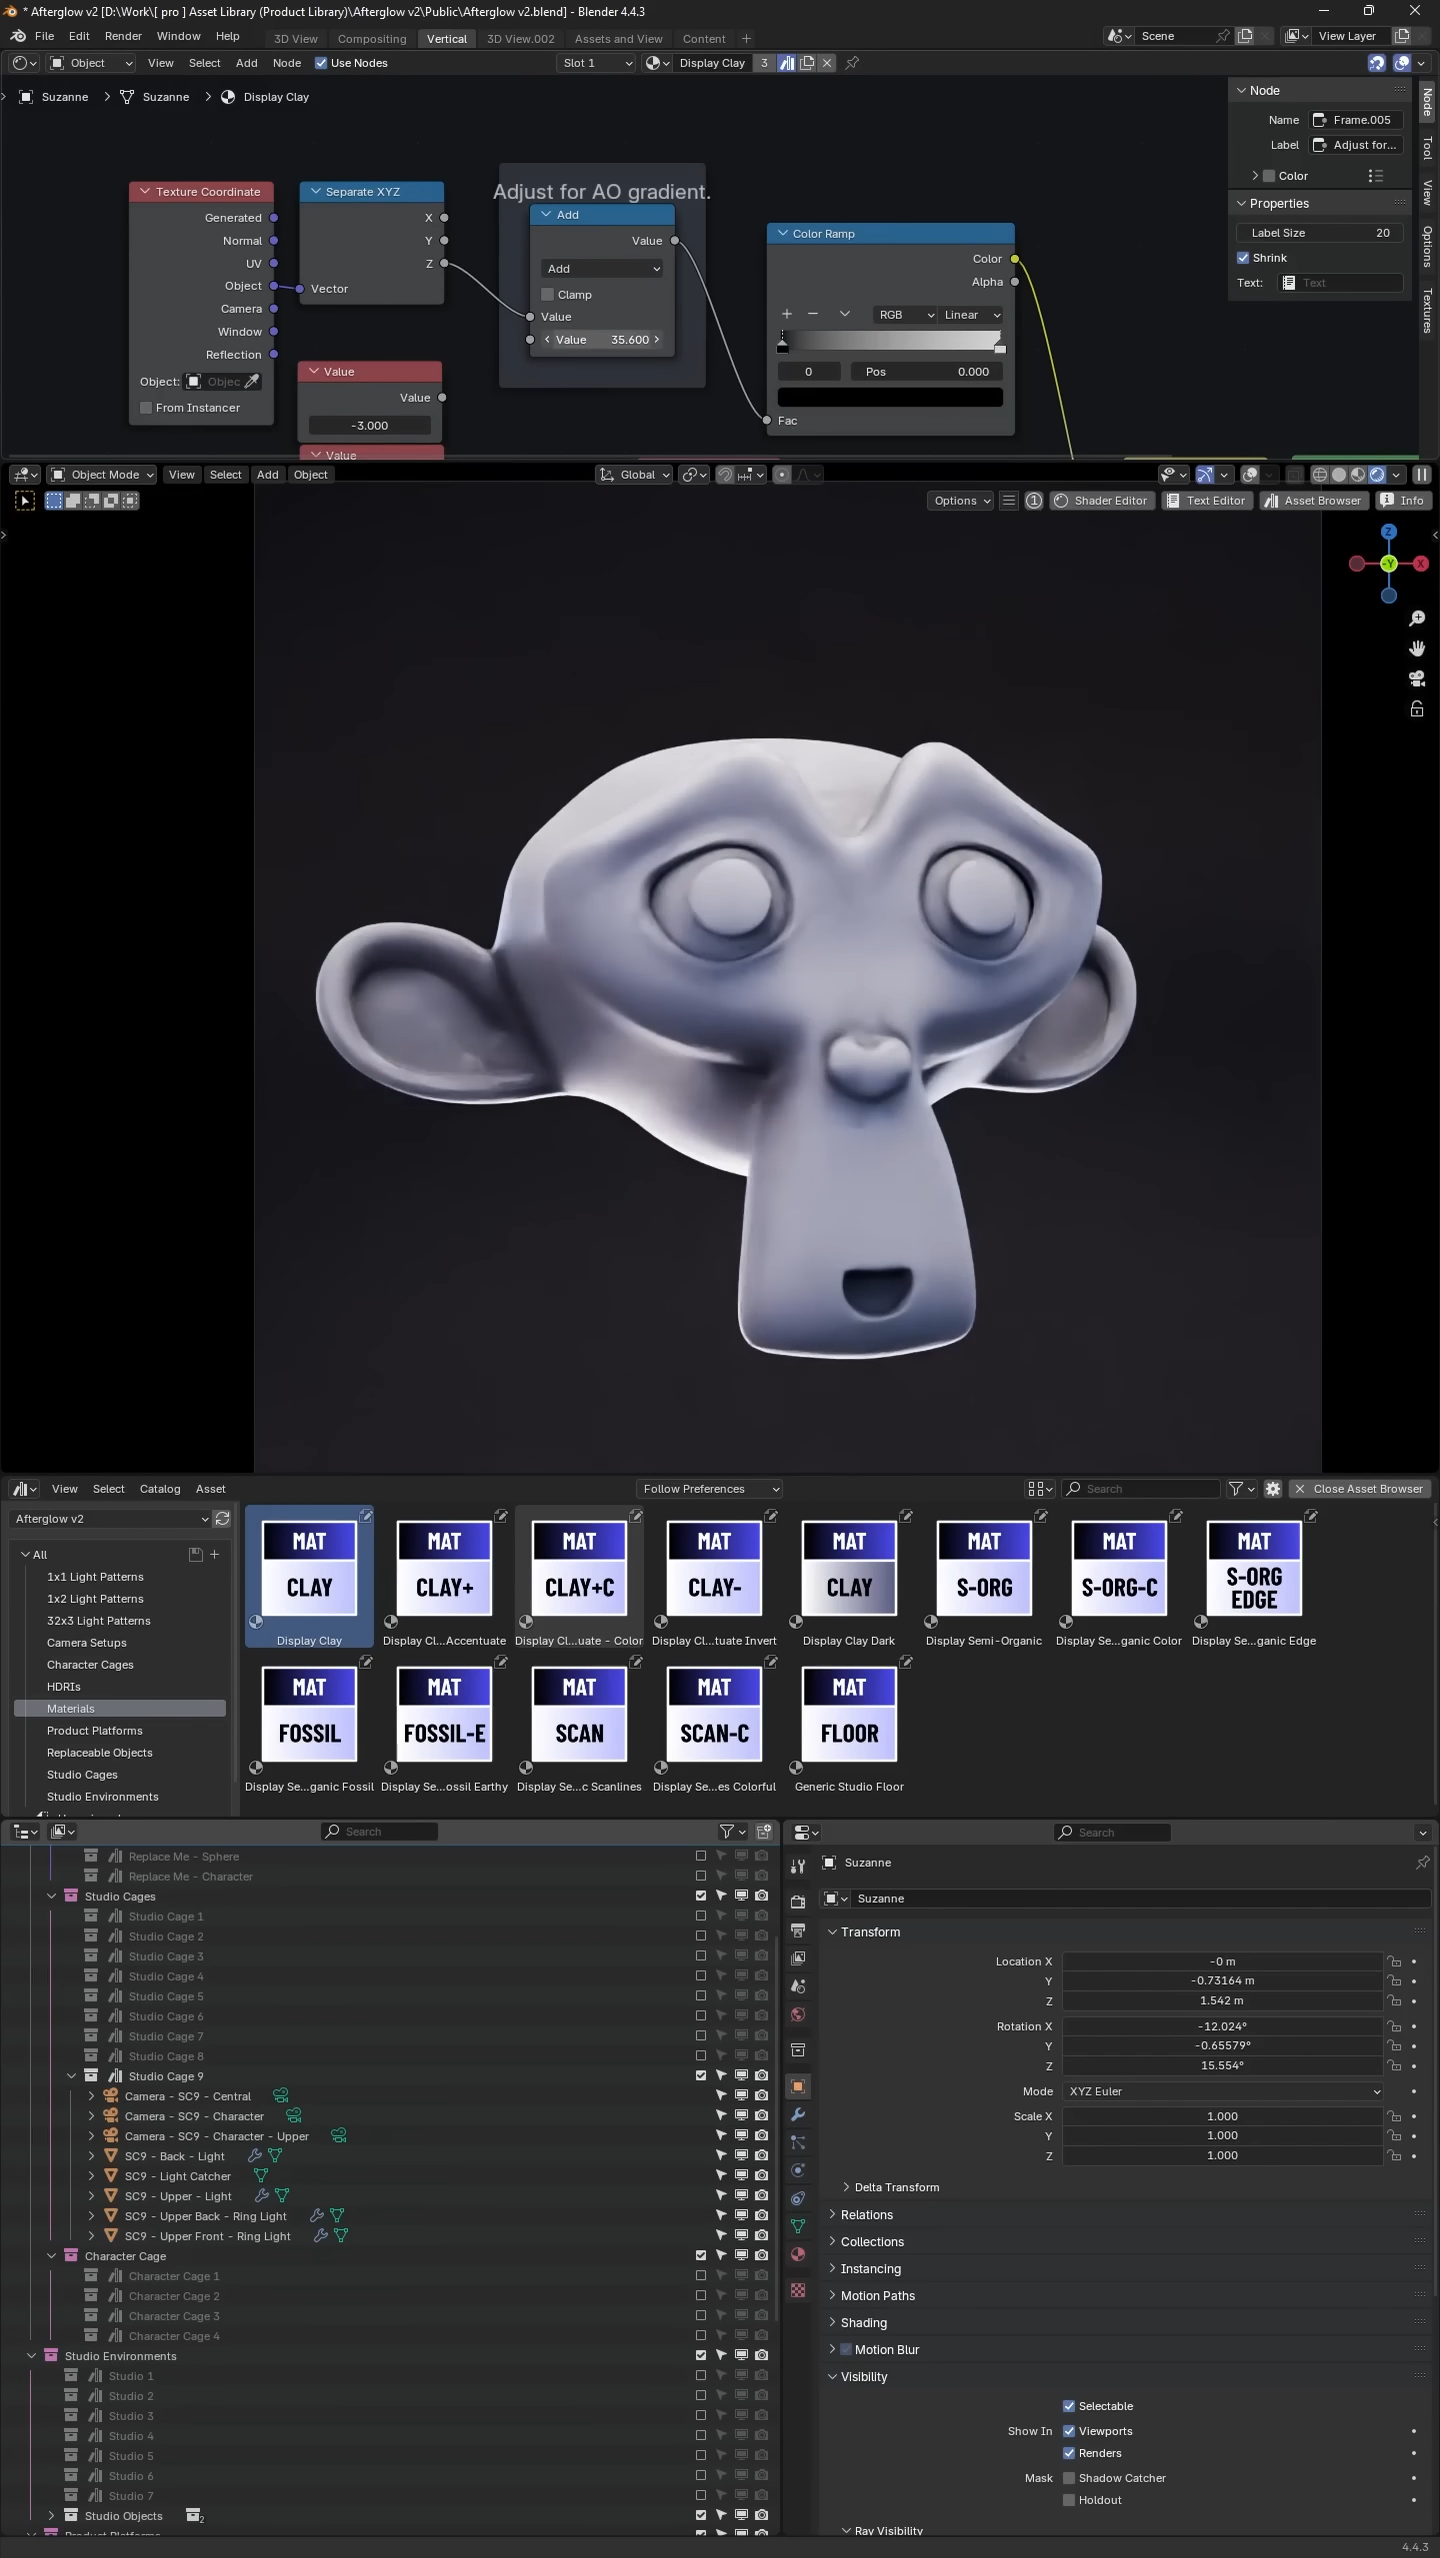 * Afterglow v2 [D:\Work\[ pro ] Asset Library (Product Library)\Afterglow v2\Public\Afterglow v2.blend] - Blender 4.4.3
File Edit Render Window Help 3D View Compositing Vertical 3D View.002 Assets and View Content Scene View Layer
Object View Select Add Node Use Nodes Slot 1 Display Clay 3
Suzanne Suzanne Display Clay
Node
Name Frame.005
Label Adjust for...
Color
Properties
Label Size 20
Shrink
Text: Text
Node
Tool
View
Options
Textures
Texture Coordinate
Generated
Normal
UV
Object
Camera
Window
Reflection
Object: Objec
From Instancer
Separate XYZ
X
Y
Z
Vector
Value
Value
-3.000
Value
Adjust for AO gradient.
Add
Value
Add
Clamp
Value
Value 35.600
Color Ramp
Color
Alpha
RGB Linear
0 Pos 0.000
Fac
Object Mode View Select Add Object Global
Options 1 Shader Editor Text Editor Asset Browser Info
Z
-Y X
View Select Catalog Asset Follow Preferences Search Close Asset Browser
Afterglow v2
All
1x1 Light Patterns
1x2 Light Patterns
32x3 Light Patterns
Camera Setups
Character Cages
HDRIs
Materials
Product Platforms
Replaceable Objects
Studio Cages
Studio Environments
MAT MAT MAT MAT MAT MAT MAT MAT
CLAY CLAY+ CLAY+C CLAY- CLAY S-ORG S-ORG-C S-ORG EDGE
Display Clay Display Cl...Accentuate Display Cl...uate - Color Display Cl...tuate Invert Display Clay Dark Display Semi-Organic Display Se...ganic Color Display Se...ganic Edge
MAT MAT MAT MAT MAT
FOSSIL FOSSIL-E SCAN SCAN-C FLOOR
Display Se...ganic Fossil Display Se...ossil Earthy Display Se...c Scanlines Display Se...es Colorful Generic Studio Floor
Search
Replace Me - Sphere
Replace Me - Character
Studio Cages
Studio Cage 1
Studio Cage 2
Studio Cage 3
Studio Cage 4
Studio Cage 5
Studio Cage 6
Studio Cage 7
Studio Cage 8
Studio Cage 9
Camera - SC9 - Central
Camera - SC9 - Character
Camera - SC9 - Character - Upper
SC9 - Back - Light
SC9 - Light Catcher
SC9 - Upper - Light
SC9 - Upper Back - Ring Light
SC9 - Upper Front - Ring Light
Character Cage
Character Cage 1
Character Cage 2
Character Cage 3
Character Cage 4
Studio Environments
Studio 1
Studio 2
Studio 3
Studio 4
Studio 5
Studio 6
Studio 7
Studio Objects 2
Search
Suzanne
Suzanne
Transform
Location X -0 m
Y -0.73164 m
Z 1.542 m
Rotation X -12.024°
Y -0.65579°
Z 15.554°
Mode XYZ Euler
Scale X 1.000
Y 1.000
Z 1.000
Delta Transform
Relations
Collections
Instancing
Motion Paths
Shading
Motion Blur
Visibility
Selectable
Show In Viewports
Renders
Mask Shadow Catcher
Holdout
Ray Visibility
4.4.3